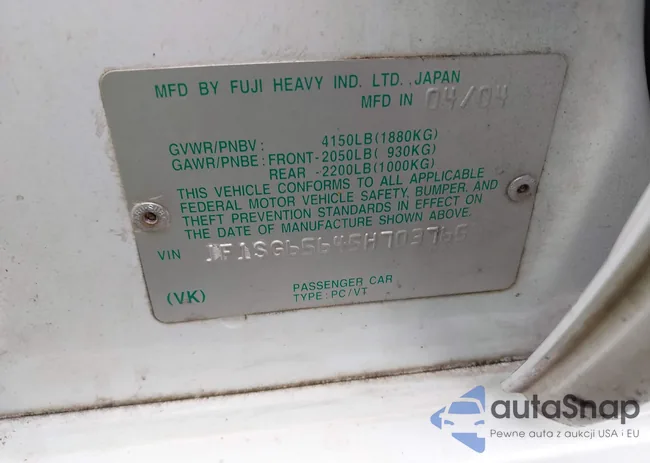 MFD BY FUJI HEAVY IND. LTD. JAPAN
MFD IN 04/04
GVWR/PNBV: 4150LB(1880KG)
GAWR/PNBE: FRONT-2050LB( 930KG)
REAR -2200LB(1000KG)
THIS VEHICLE CONFORMS TO ALL APPLICABLE
FEDERAL MOTOR VEHICLE SAFETY, BUMPER, AND
THEFT PREVENTION STANDARDS IN EFFECT ON
THE DATE OF MANUFACTURE SHOWN ABOVE.
VIN
(VK)
PASSENGER CAR
TYPE:PC/VT
autaSnap
Pewne auta z aukcji USA i EU